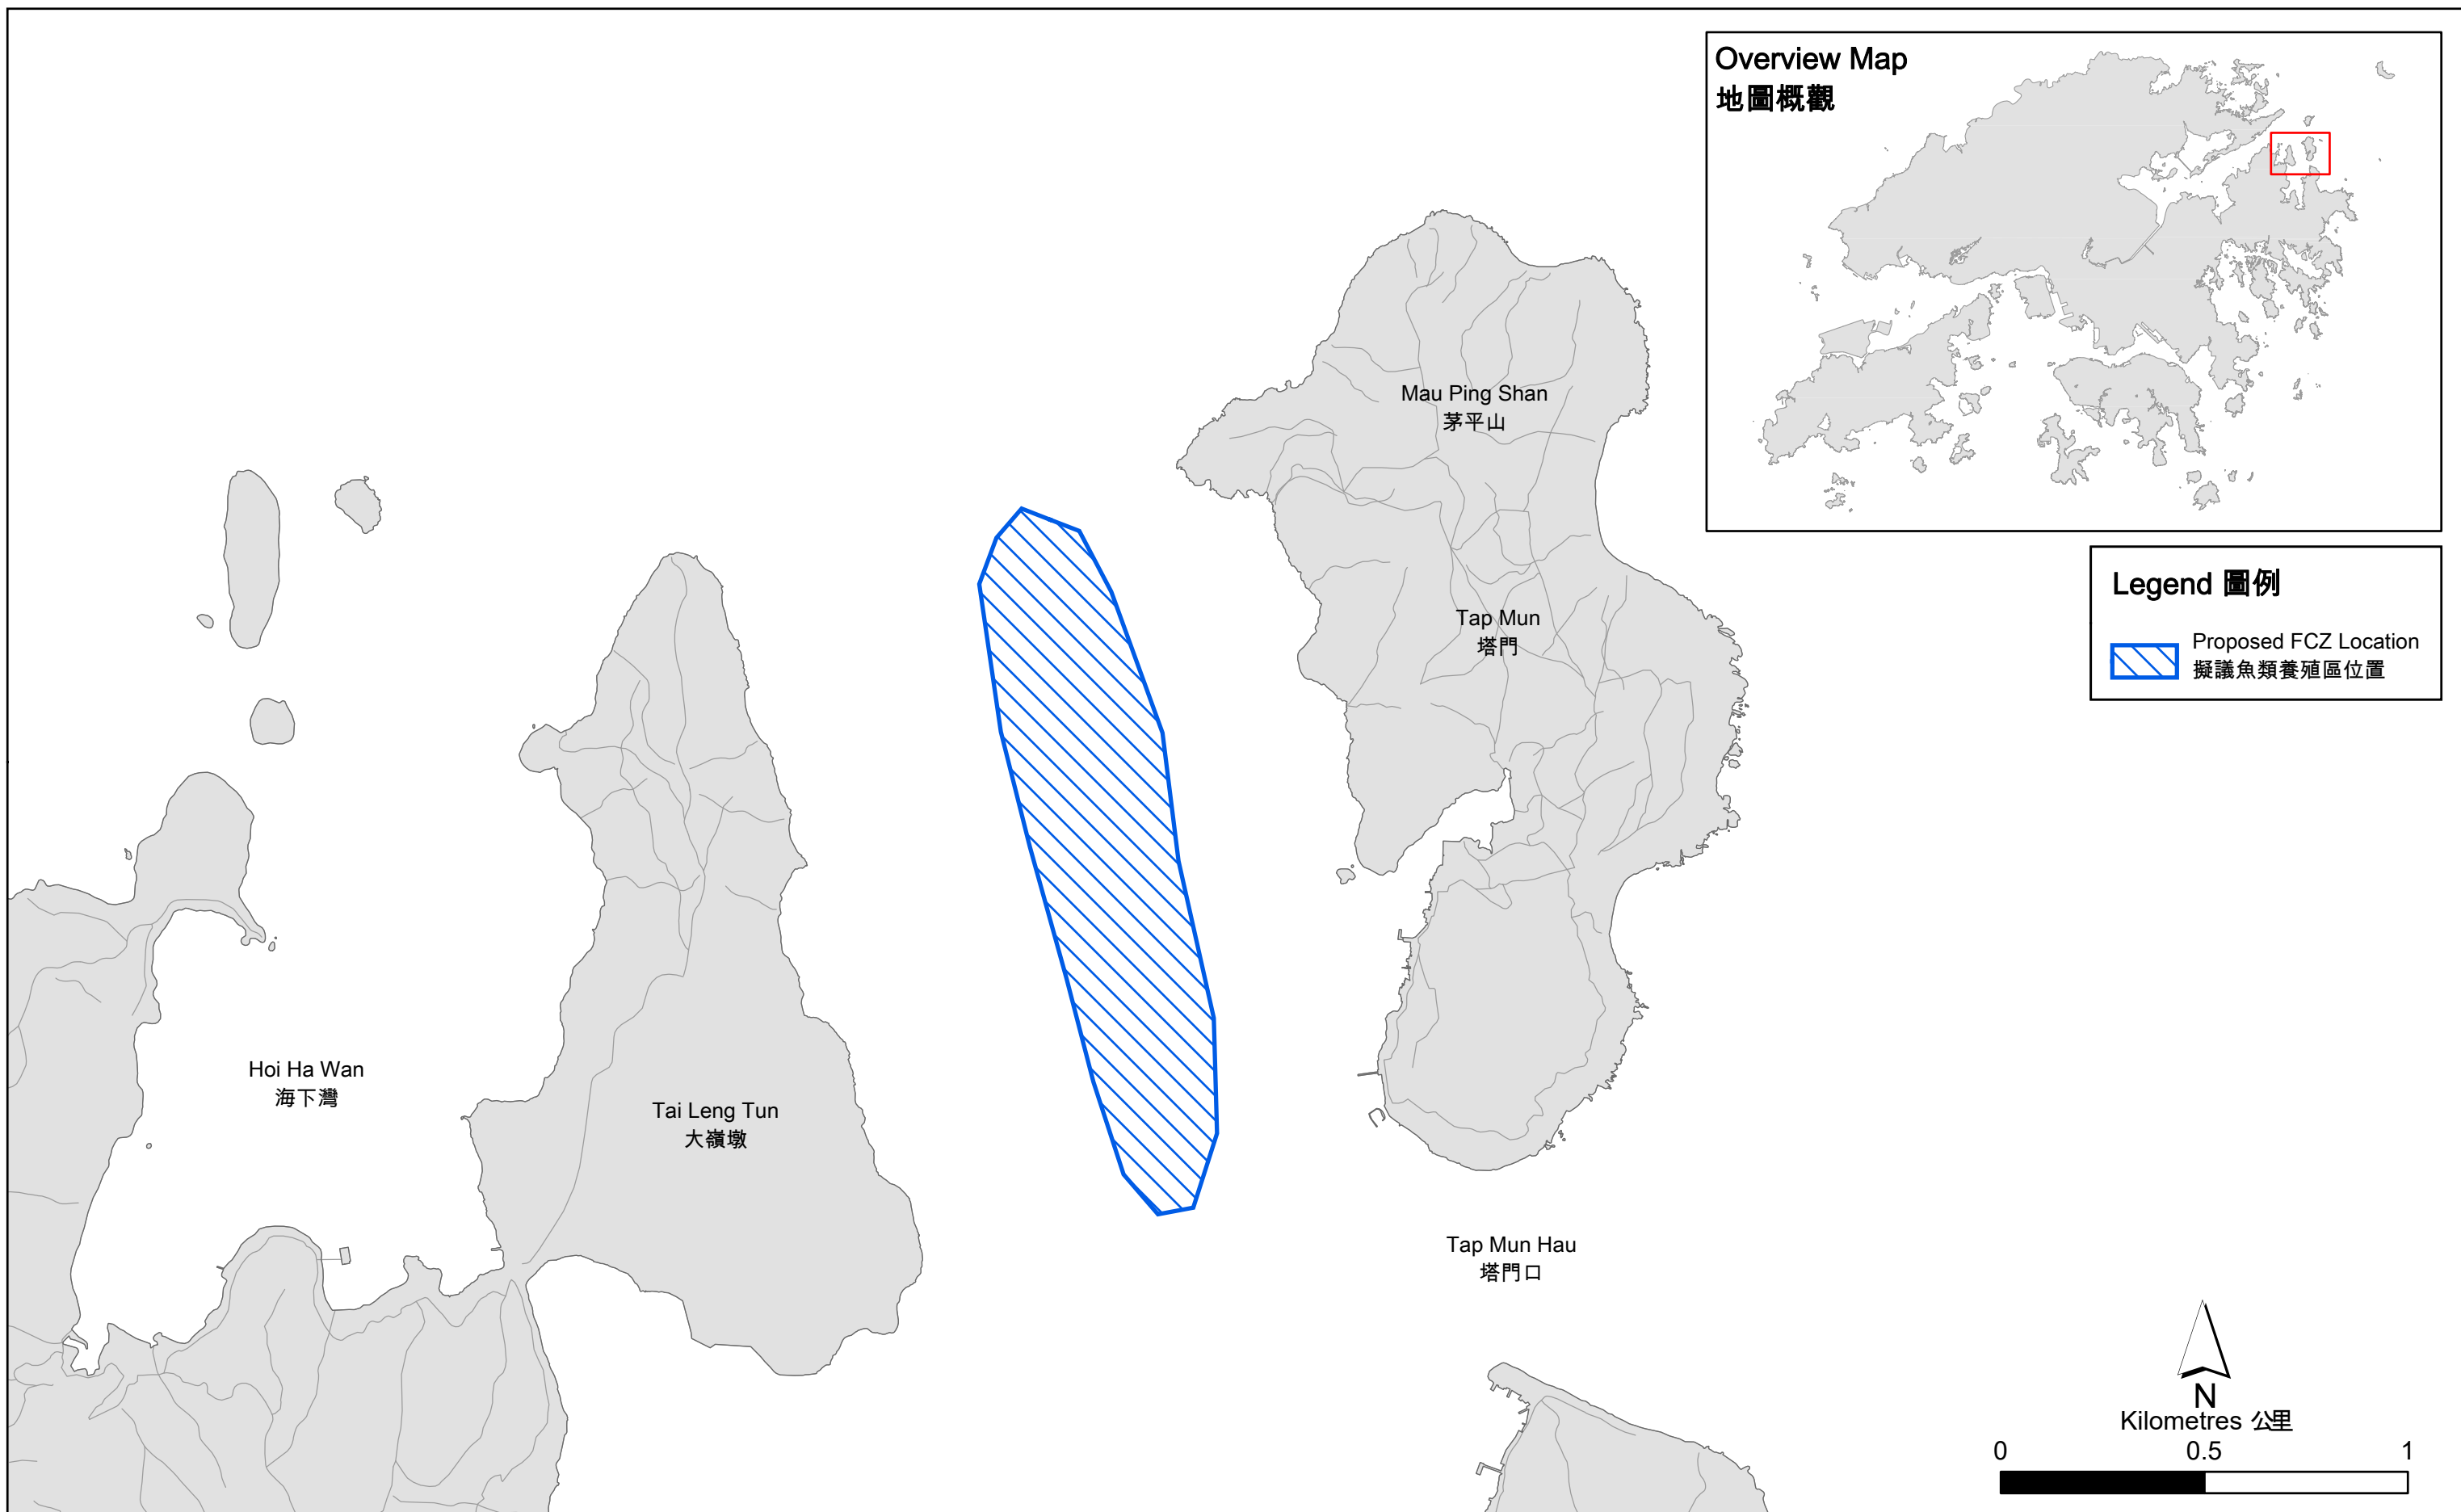 Overview Map
地圖概觀
Mau Ping Shan
茅平山
Legend 圖例
Proposed FCZ Location
擬議魚類養殖區位置
Tap Mun
塔門
Hoi Ha Wan
海下灣
Tai Leng Tun
大嶺墩
Tap Mun Hau
塔門口
N
Kilometres 公里
0 0.5 1